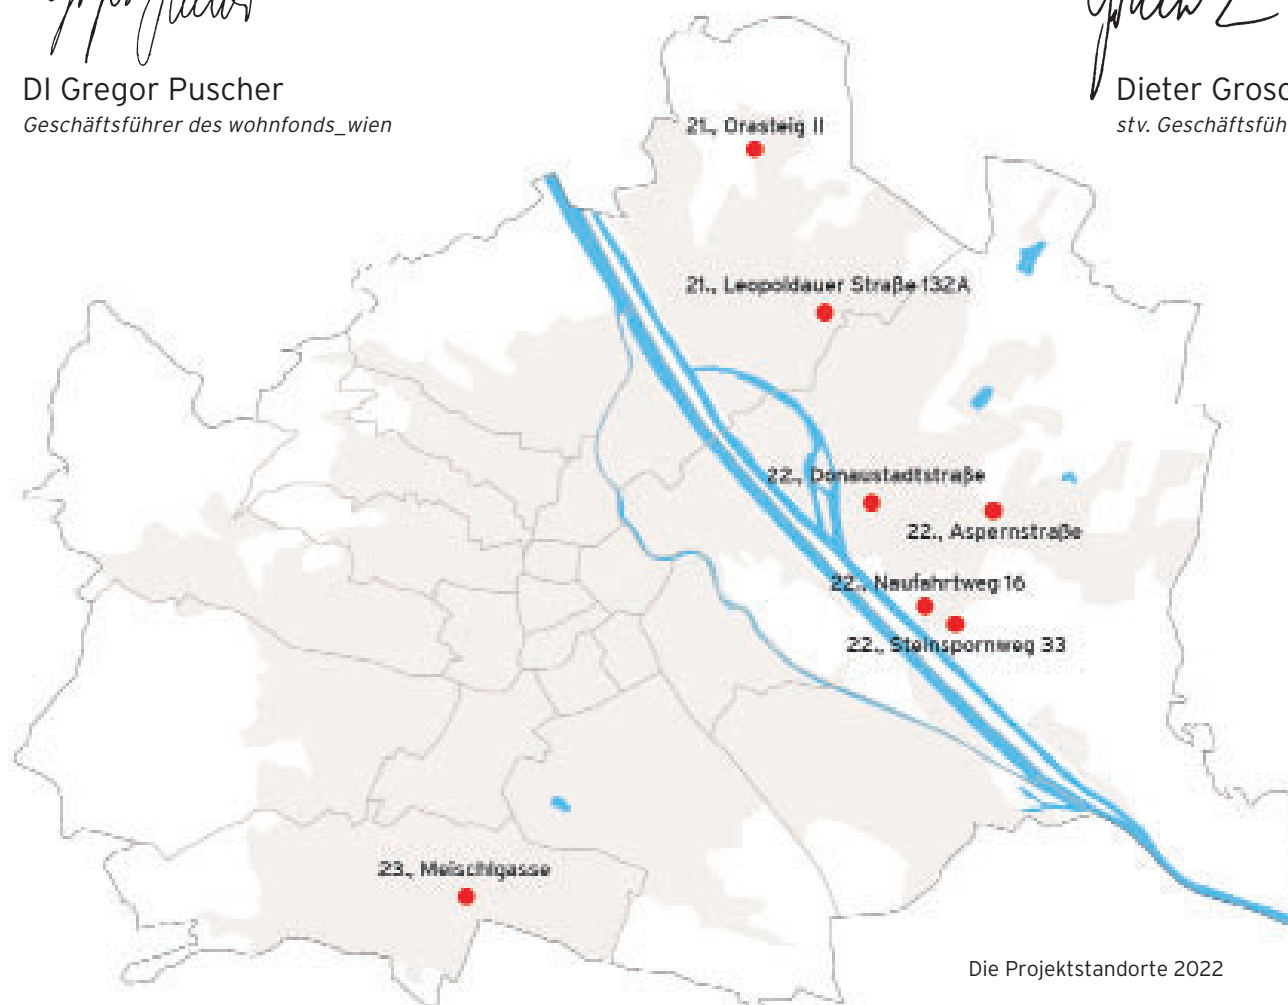 DI Gregor Puscher
Geschäftsführer des wohnfonds_wien
Dieter Grosc
stv. Geschäftsfüh
21., Orasteig II
21., Leopoldauer Straße 132A
22., Donaustadtstraße
22., Aspernstraße
22., Naufahrtweg 16
22., Steinspornweg 33
23., Meischlgasse
Die Projektstandorte 2022